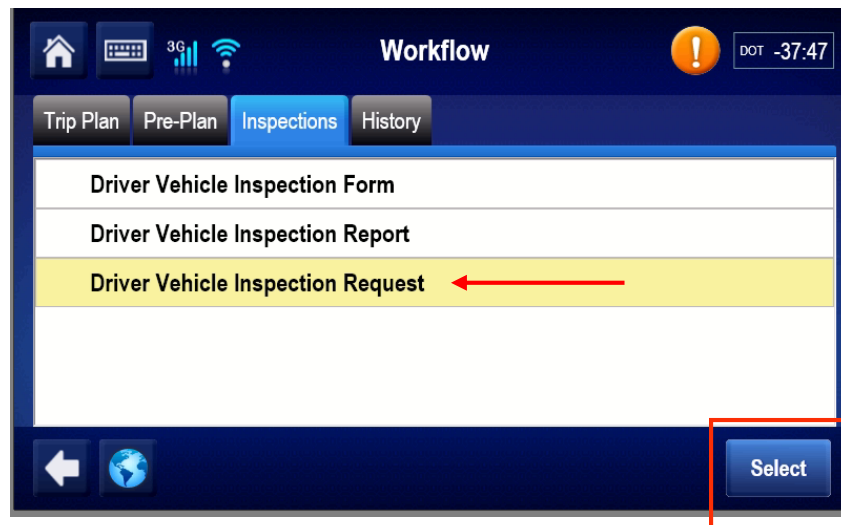 3G
Workflow
!
DOT -37:47
Trip Plan
Pre-Plan
Inspections
History
Driver Vehicle Inspection Form
Driver Vehicle Inspection Report
Driver Vehicle Inspection Request
Select